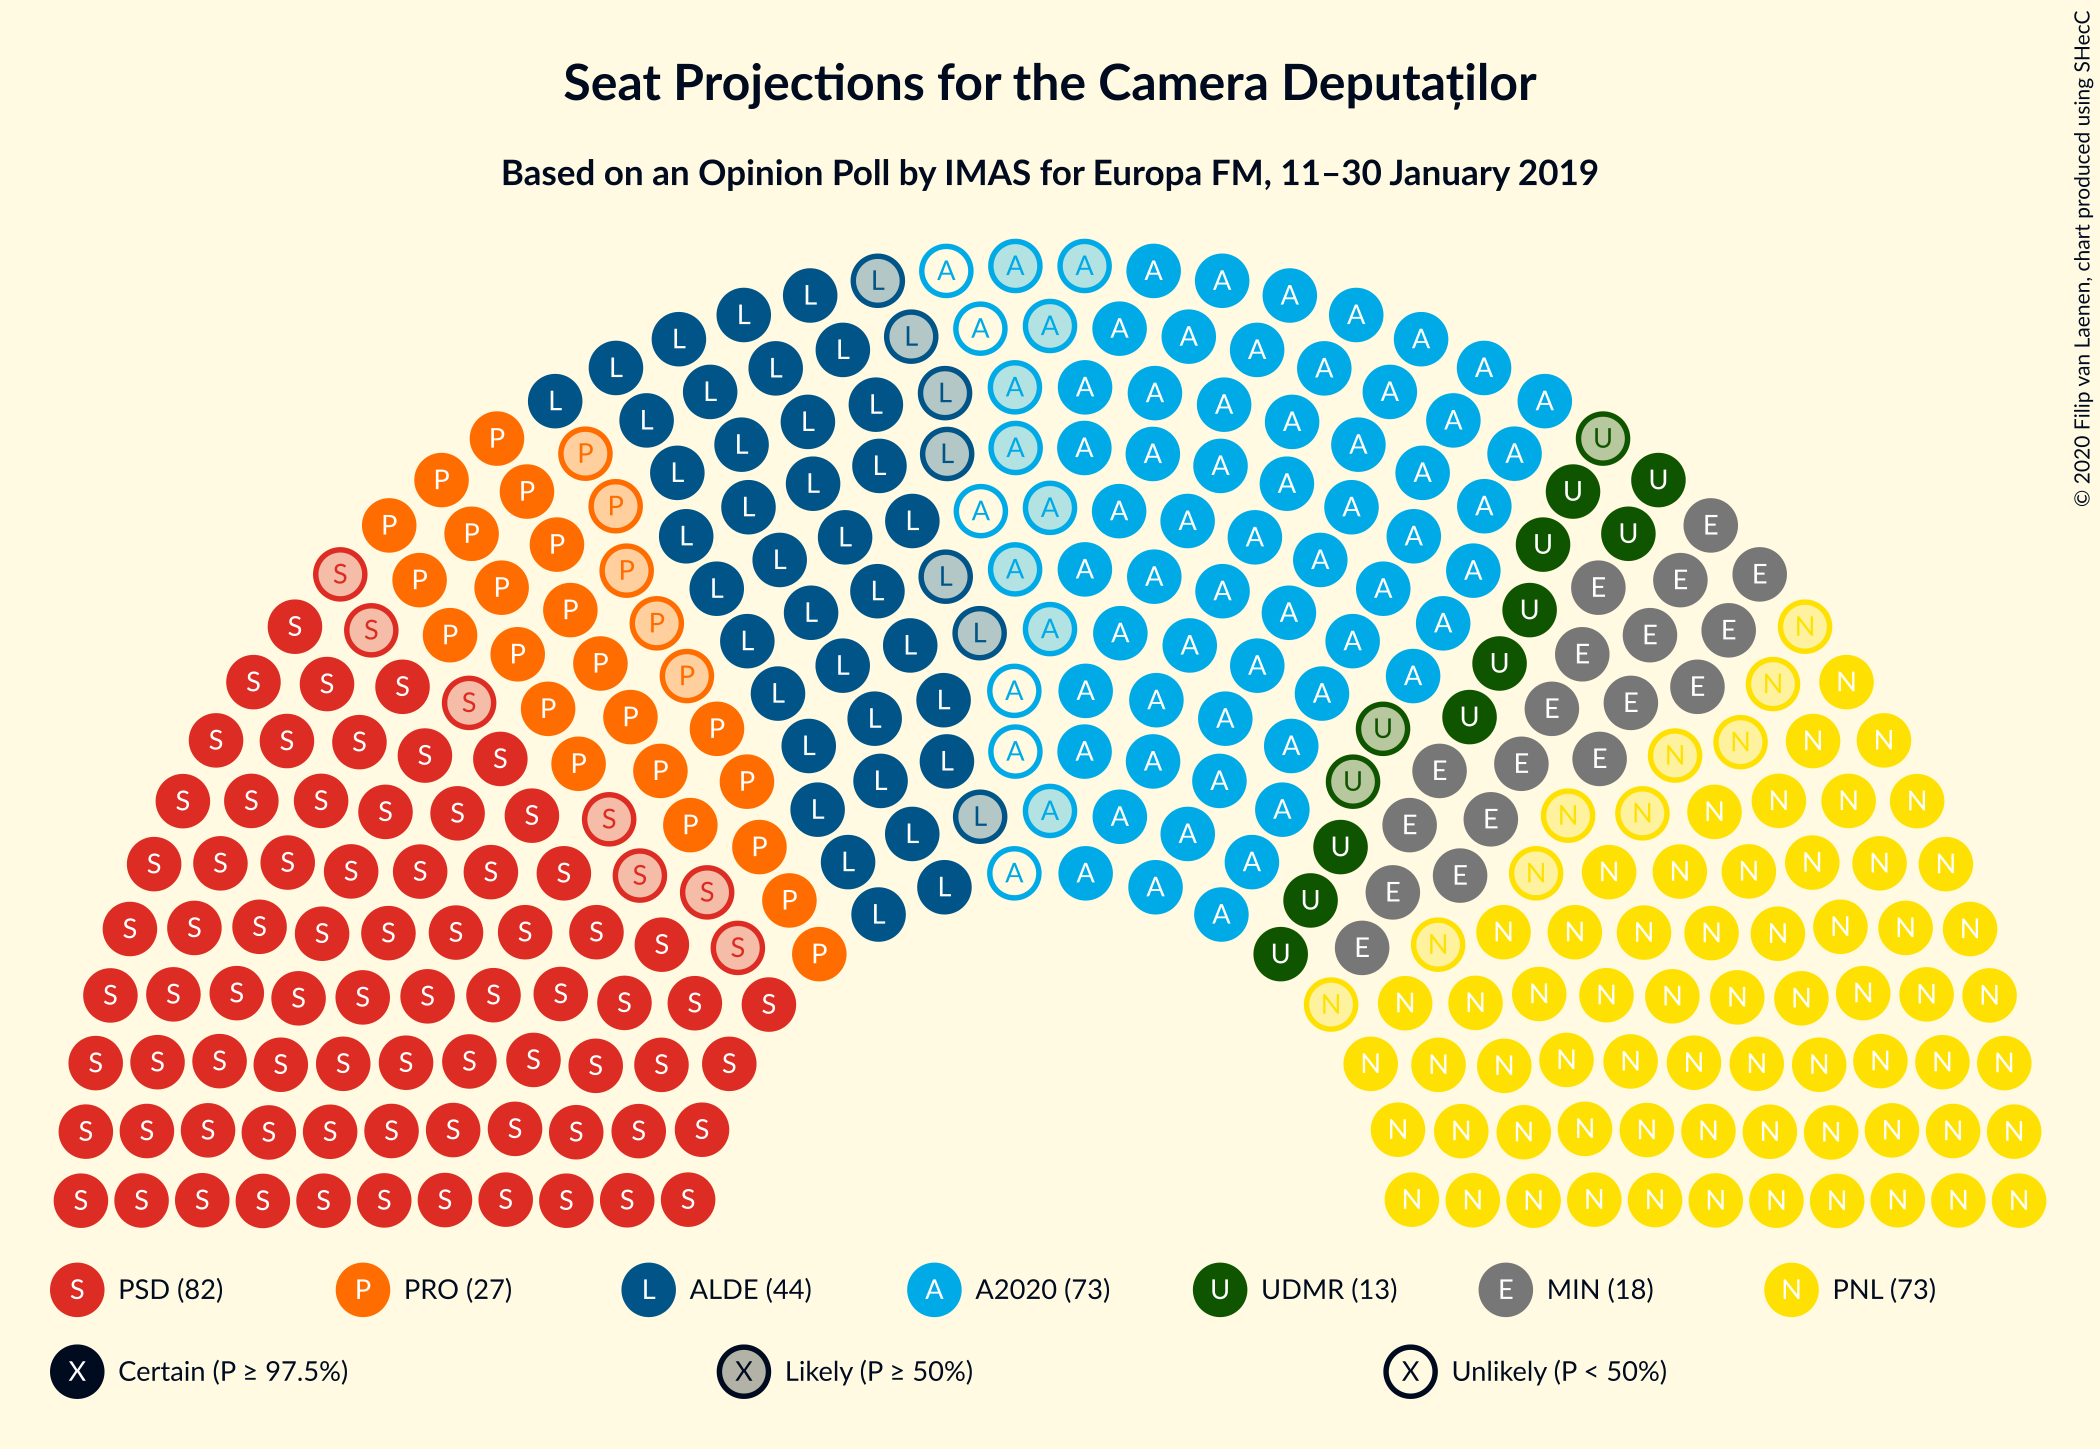 Seat Projections for the Camera Deputaților
Based on an Opinion Poll by IMAS for Europa FM, 11–30 January 2019
© 2020 Filip van Laenen, chart produced using SHecC
S PSD (82) P PRO (27) L ALDE (44) A A2020 (73) U UDMR (13) E MIN (18) N PNL (73)
X Certain (P ≥ 97.5%) X Likely (P ≥ 50%) X Unlikely (P < 50%)